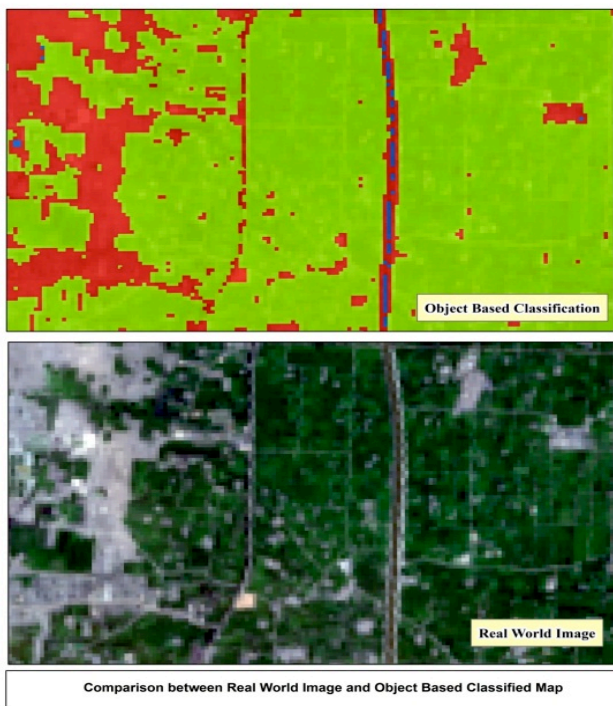 Object Based Classification
Real World Image
Comparison between Real World Image and Object Based Classified Map